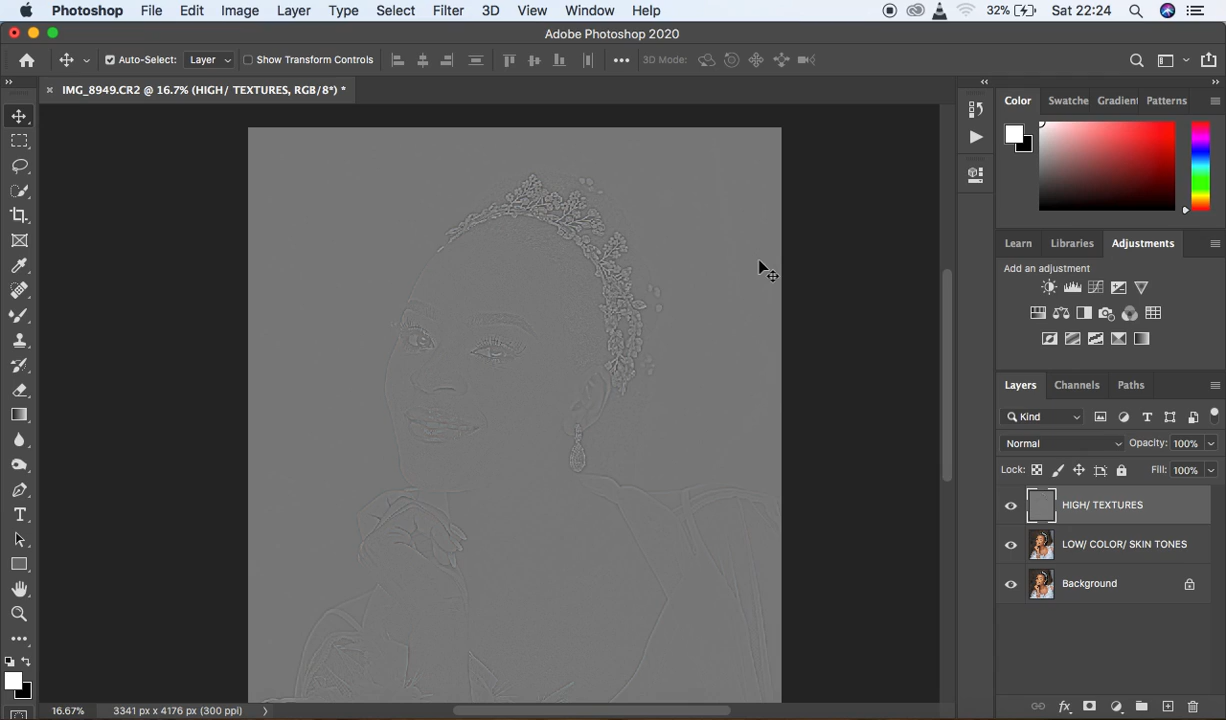 Photoshop File Edit Image Layer Type Select Filter 3D View Window Help 32% Sat 22:24
Adobe Photoshop 2020
Auto-Select: Layer Show Transform Controls 3D Mode:
IMG_8949.CR2 @ 16.7% (HIGH/ TEXTURES, RGB/8*) *
Color Swatche Gradient Patterns
Learn Libraries Adjustments
Add an adjustment
Layers Channels Paths
Kind
Normal Opacity: 100%
Lock: Fill: 100%
HIGH/ TEXTURES
LOW/ COLOR/ SKIN TONES
Background
16.67% 3341 px x 4176 px (300 ppi)